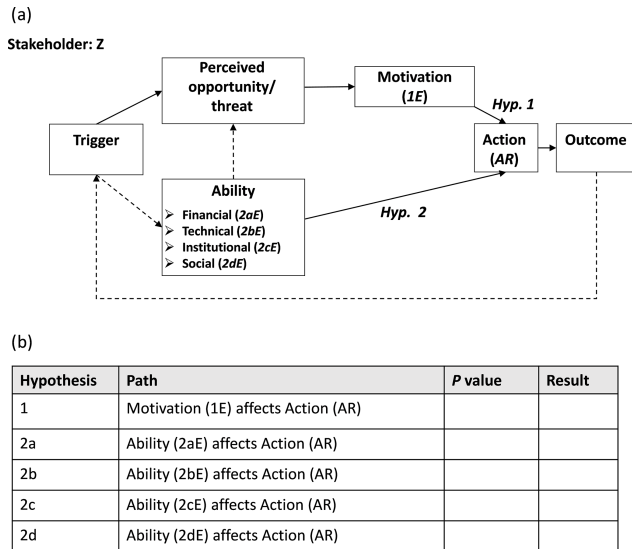 (a)
Stakeholder: Z
Perceived
opportunity/
threat
Motivation
(1E)
Hyp. 1
Trigger
Action
(AR)
Outcome
Ability
➢ Financial (2aE)
➢ Technical (2bE)
➢ Institutional (2cE)
➢ Social (2dE)
Hyp. 2
(b)
Hypothesis Path P value Result
1 Motivation (1E) affects Action (AR)
2a Ability (2aE) affects Action (AR)
2b Ability (2bE) affects Action (AR)
2c Ability (2cE) affects Action (AR)
2d Ability (2dE) affects Action (AR)